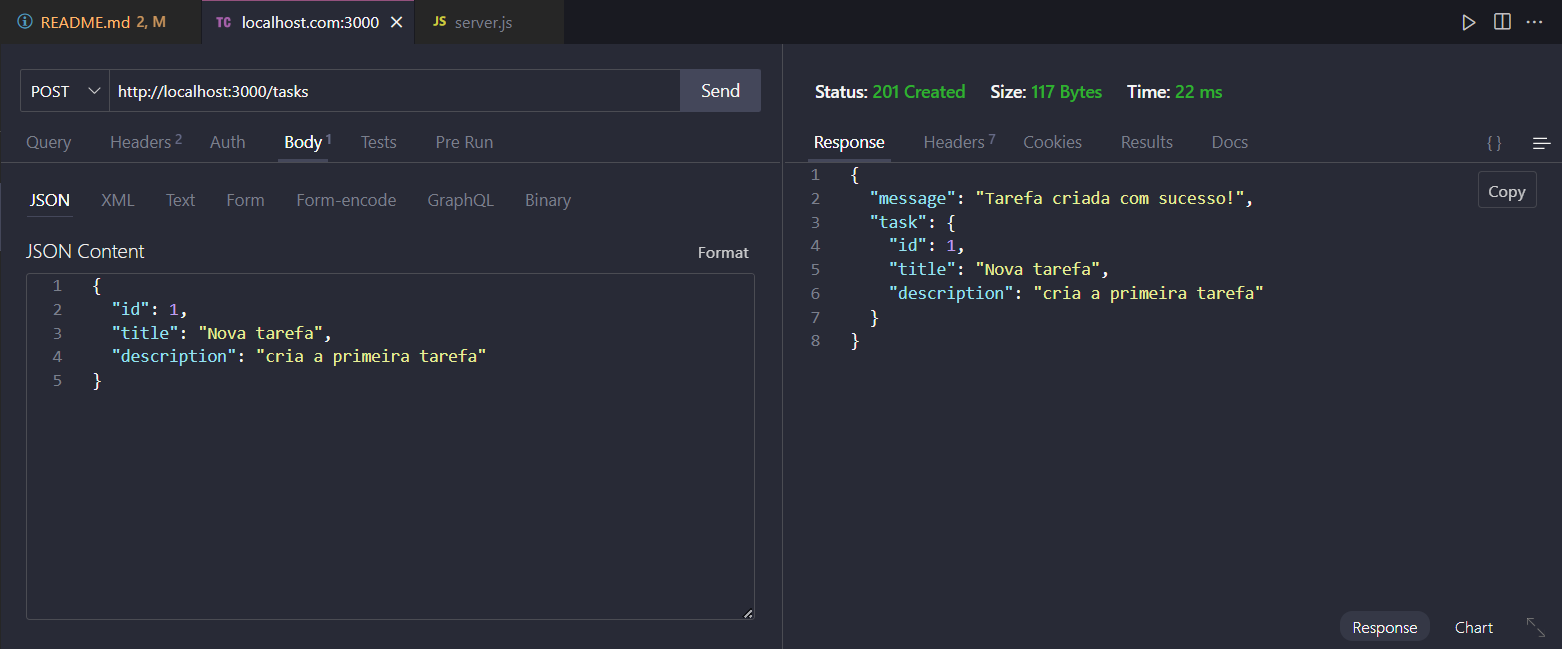 README.md 2, M
TC localhost.com:3000
JS server.js
POST http://localhost:3000/tasks Send
Query Headers 2 Auth Body 1 Tests Pre Run
JSON XML Text Form Form-encode GraphQL Binary
JSON Content Format
1 {
2 "id": 1,
3 "title": "Nova tarefa",
4 "description": "cria a primeira tarefa"
5 }
Status: 201 Created Size: 117 Bytes Time: 22 ms
Response Headers 7 Cookies Results Docs { }
Copy
1 {
2 "message": "Tarefa criada com sucesso!",
3 "task": {
4 "id": 1,
5 "title": "Nova tarefa",
6 "description": "cria a primeira tarefa"
7 }
8 }
Response Chart